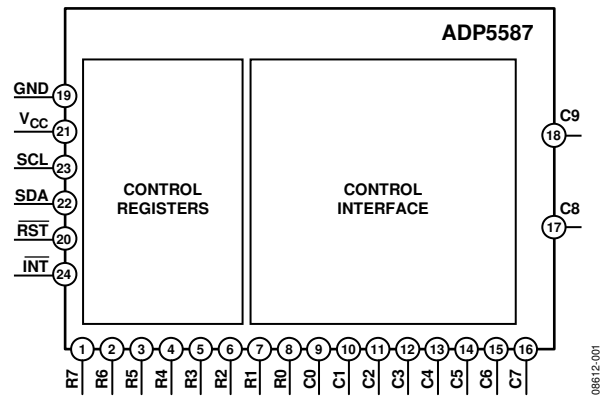 ADP5587
GND
19
VCC
21
SCL
23
SDA
22
RST
20
INT
24
CONTROL
REGISTERS
CONTROL
INTERFACE
C9
18
C8
17
1 2 3 4 5 6 7 8 9 10 11 12 13 14 15 16
R7 R6 R5 R4 R3 R2 R1 R0 C0 C1 C2 C3 C4 C5 C6 C7
08612-001